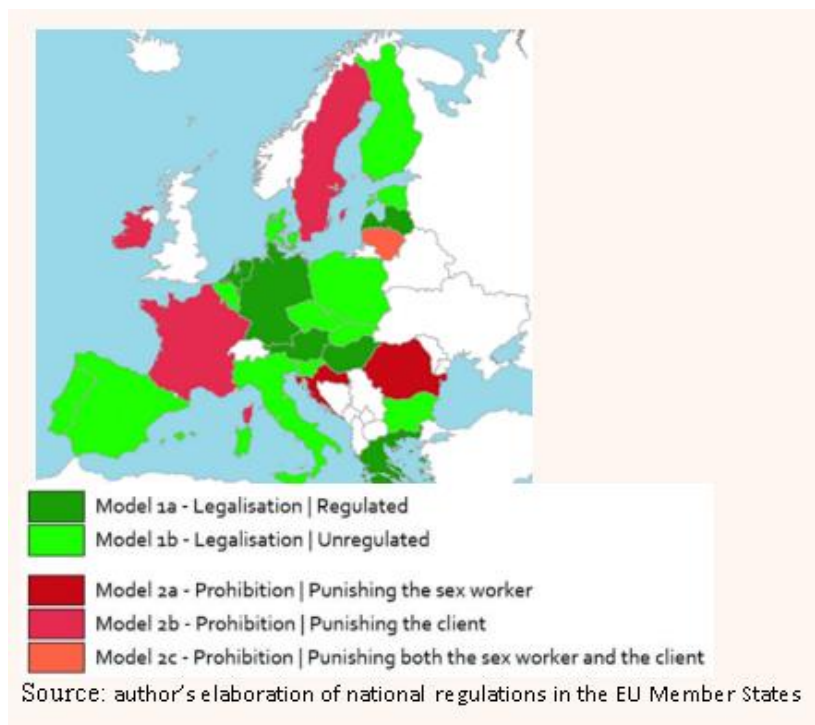 Model 1a - Legalisation | Regulated
Model 1b - Legalisation | Unregulated
Model 2a - Prohibition | Punishing the sex worker
Model 2b - Prohibition | Punishing the client
Model 2c - Prohibition | Punishing both the sex worker and the client
Source: author's elaboration of national regulations in the EU Member States